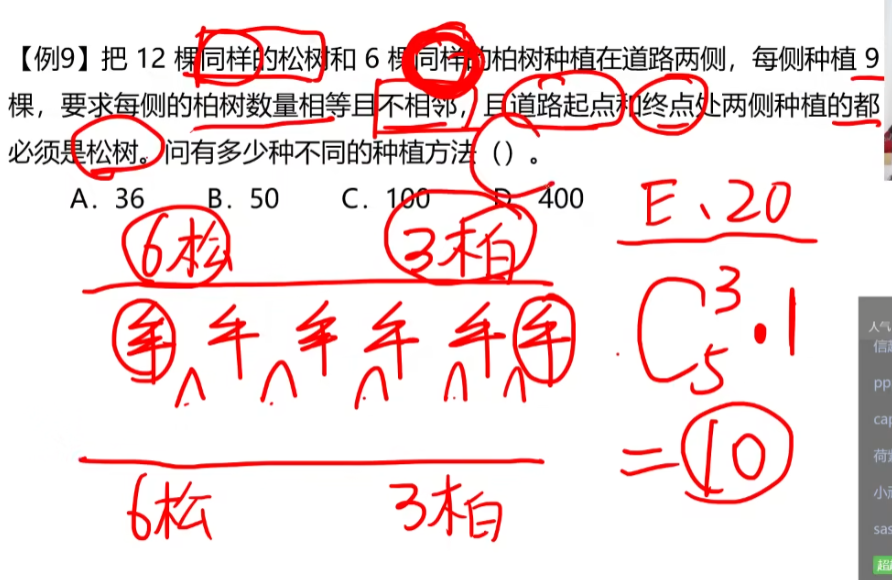 【例9】把 12 棵同样的松树和 6 棵同样的柏树种植在道路两侧，每侧种植 9
棵，要求每侧的柏树数量相等且不相邻，且道路起点和终点处两侧种植的都
必须是松树。问有多少种不同的种植方法（）。
A. 36 B. 50 C. 100 D. 400
E、20
6松 3柏
C 3 5 · 1
= 10
6松 3柏
人气
pp
cap
小
sas